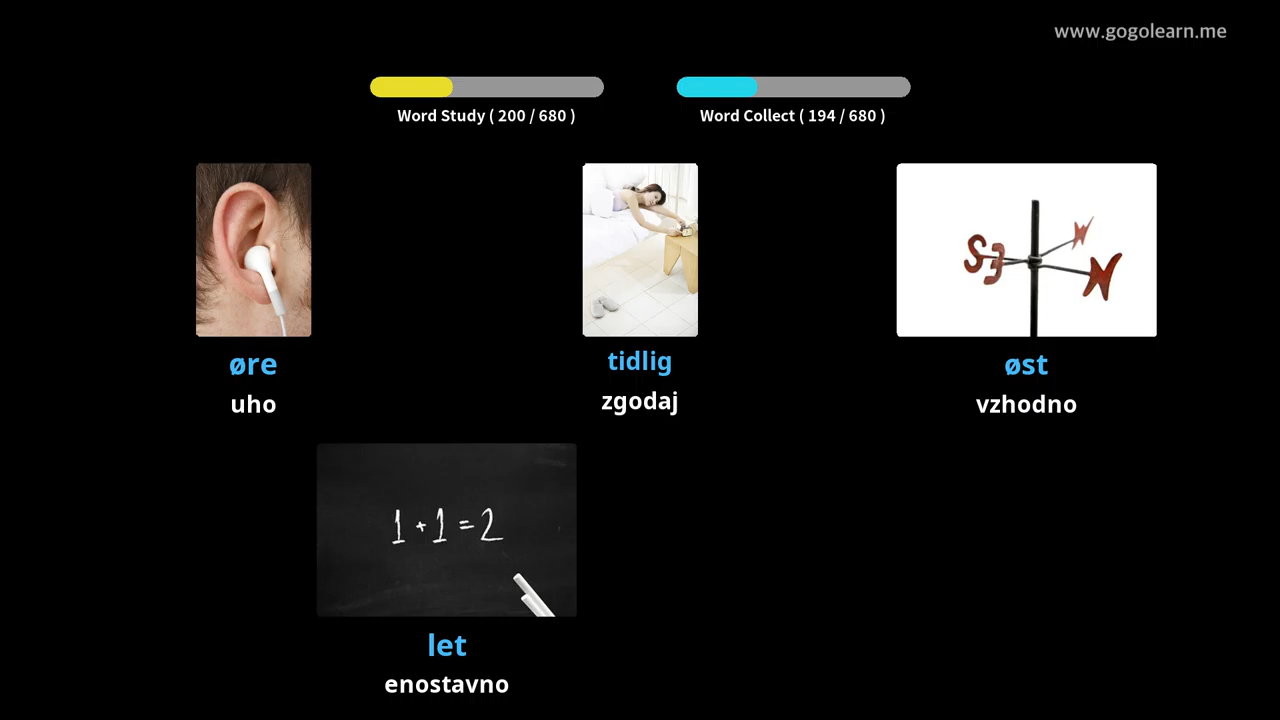 www.gogolearn.me
Word Study ( 200 / 680 )
Word Collect ( 194 / 680 )
S
E
N
øre
uho
tidlig
zgodaj
øst
vzhodno
1 + 1 = 2
let
enostavno